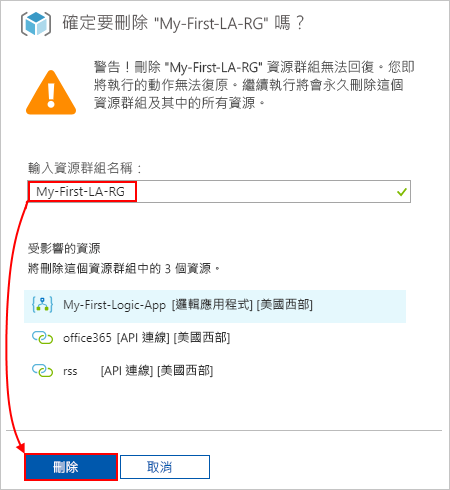 確定要刪除 "My-First-LA-RG" 嗎？
警告！刪除 "My-First-LA-RG" 資源群組無法回復。您即
將執行的動作無法復原。繼續執行將會永久刪除這個
資源群組及其中的所有資源。
輸入資源群組名稱：
My-First-LA-RG
受影響的資源
將刪除這個資源群組中的 3 個資源。
My-First-Logic-App [邏輯應用程式] [美國西部]
office365 [API 連線] [美國西部]
rss [API 連線] [美國西部]
刪除 取消